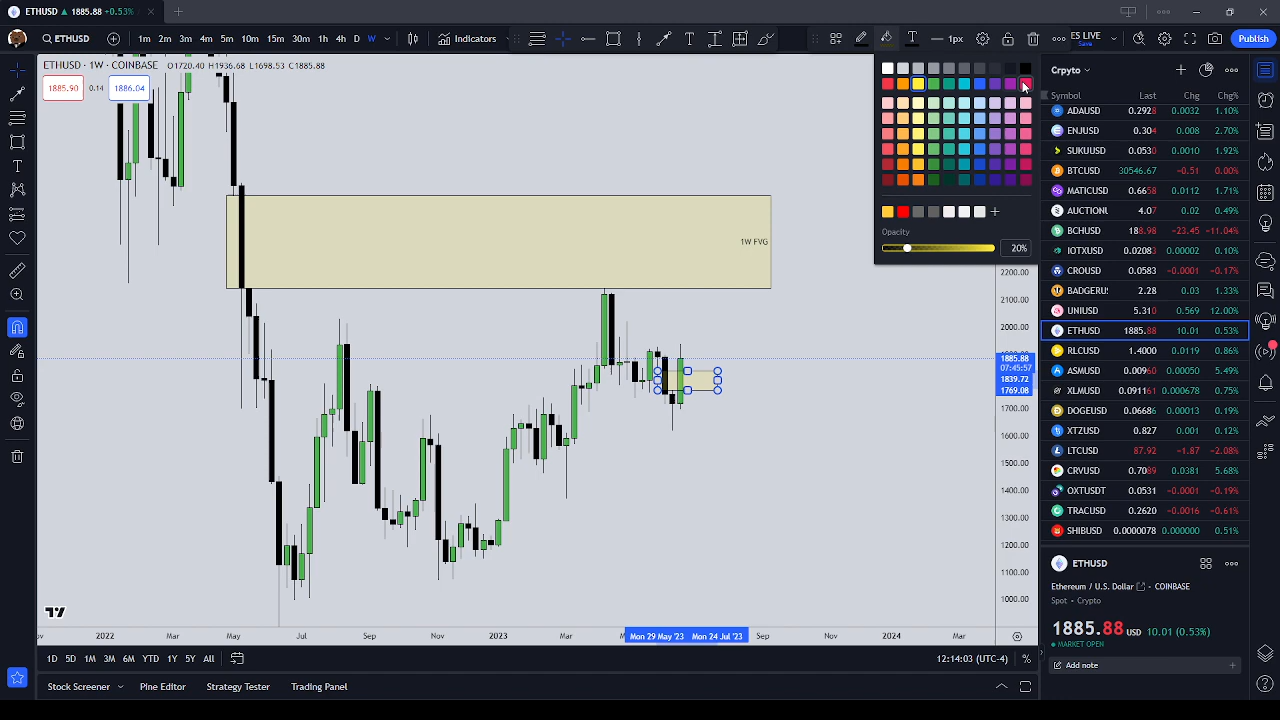 ETHUSD ▲ 1885.88 +0.53%
ETHUSD 1m 2m 3m 4m 5m 10m 15m 30m 1h 4h D W Indicators 1px ES LIVE Save Publish
ETHUSD · 1W · COINBASE O1720.40 H1936.68 L1698.53 C1885.88
1885.90 0.14 1886.04
1W FVG
Opacity
20%
2200.00
2100.00
2000.00
1885.88
07:45:57
1839.72
1769.08
1700.00
1600.00
1500.00
1400.00
1300.00
1200.00
1100.00
1000.00
2022 Mar May Jul Sep Nov 2023 Mar Mon 29 May '23 Mon 24 Jul '23 Sep Nov 2024 Mar
1D 5D 1M 3M 6M YTD 1Y 5Y All 12:14:03 (UTC-4) %
Stock Screener Pine Editor Strategy Tester Trading Panel
Crpyto
Symbol Last Chg Chg%
ADAUSD 0.2928 0.0032 1.10%
ENJUSD 0.304 0.008 2.70%
SUKUUSD 0.0530 0.0010 1.92%
BTCUSD 30546.67 −0.51 0.00%
MATICUSD 0.6658 0.0112 1.71%
AUCTIONU 4.07 0.02 0.49%
BCHUSD 188.98 −23.45 −11.04%
IOTXUSD 0.02083 0.00002 0.10%
CROUSD 0.0583 −0.0001 −0.17%
BADGERUS 2.28 0.03 1.33%
UNIUSD 5.310 0.569 12.00%
ETHUSD 1885.88 10.01 0.53%
RLCUSD 1.4000 0.0119 0.86%
ASMUSD 0.00960 0.00050 5.49%
XLMUSD 0.091161 0.000678 0.75%
DOGEUSD 0.06686 0.00013 0.19%
XTZUSD 0.827 0.001 0.12%
LTCUSD 87.92 −1.87 −2.08%
CRVUSD 0.7089 0.0381 5.68%
OXTUSDT 0.0531 −0.0001 −0.19%
TRACUSD 0.2620 −0.0016 −0.61%
SHIBUSD 0.0000078 0.000000 0.51%
ETHUSD
Ethereum / U.S. Dollar · COINBASE
Spot · Crypto
1885.88 USD 10.01 (0.53%)
MARKET OPEN
Add note